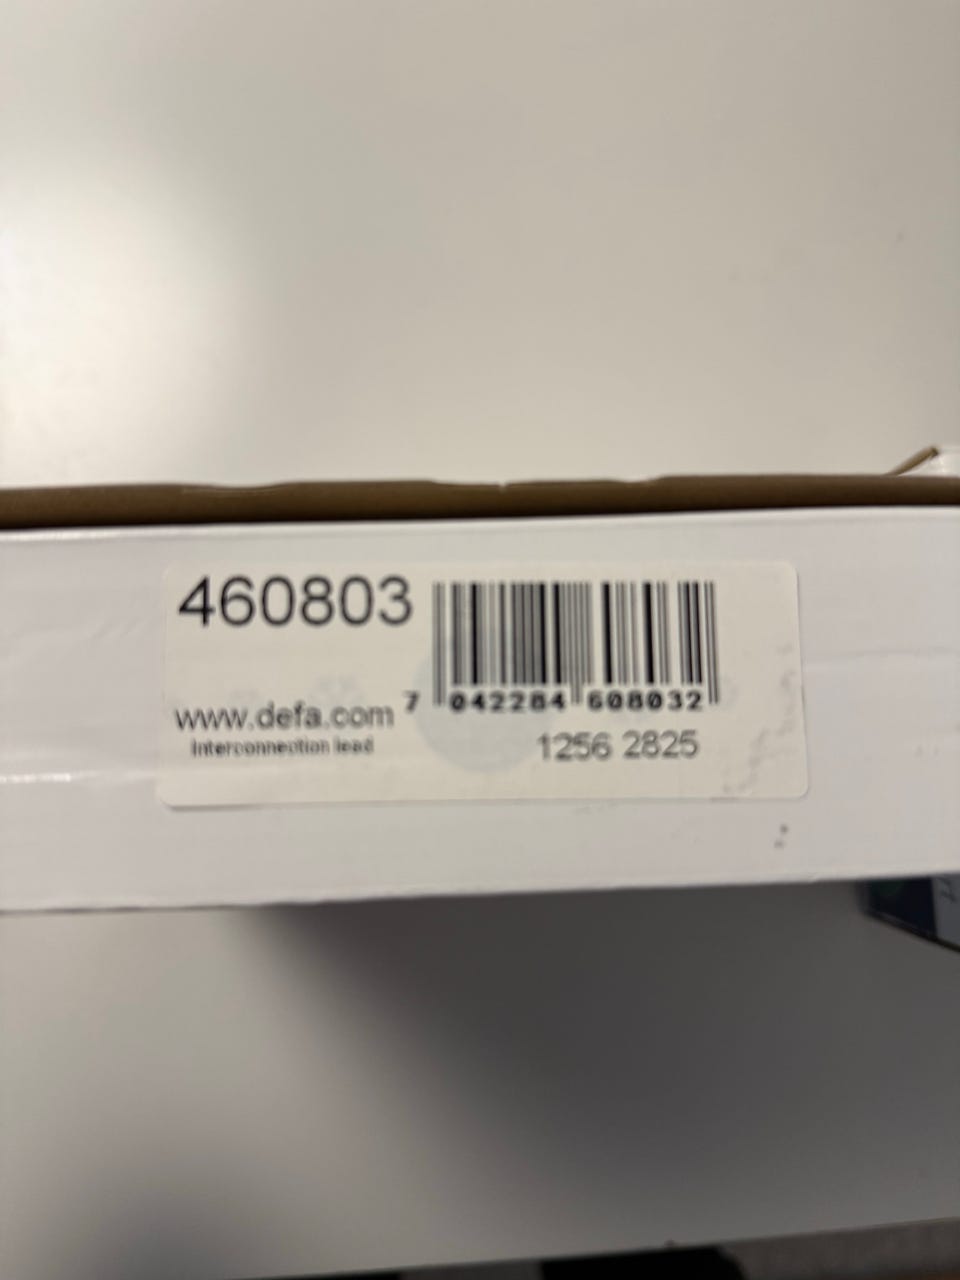 460803
7 042284 608032
www.defa.com
Interconnection lead
1256 2825